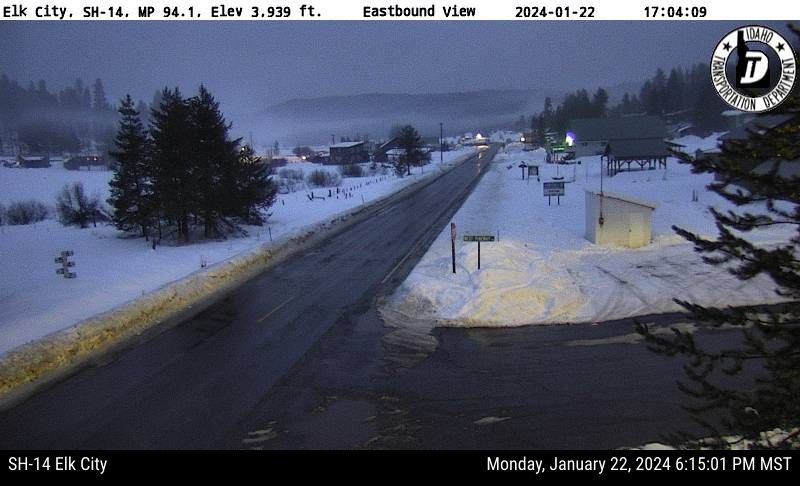 Elk City, SH-14, MP 94.1, Elev 3,939 ft. Eastbound View 2024-01-22 17:04:09
IDAHO
TRANSPORTATION DEPARTMENT
SH-14 Elk City Monday, January 22, 2024 6:15:01 PM MST